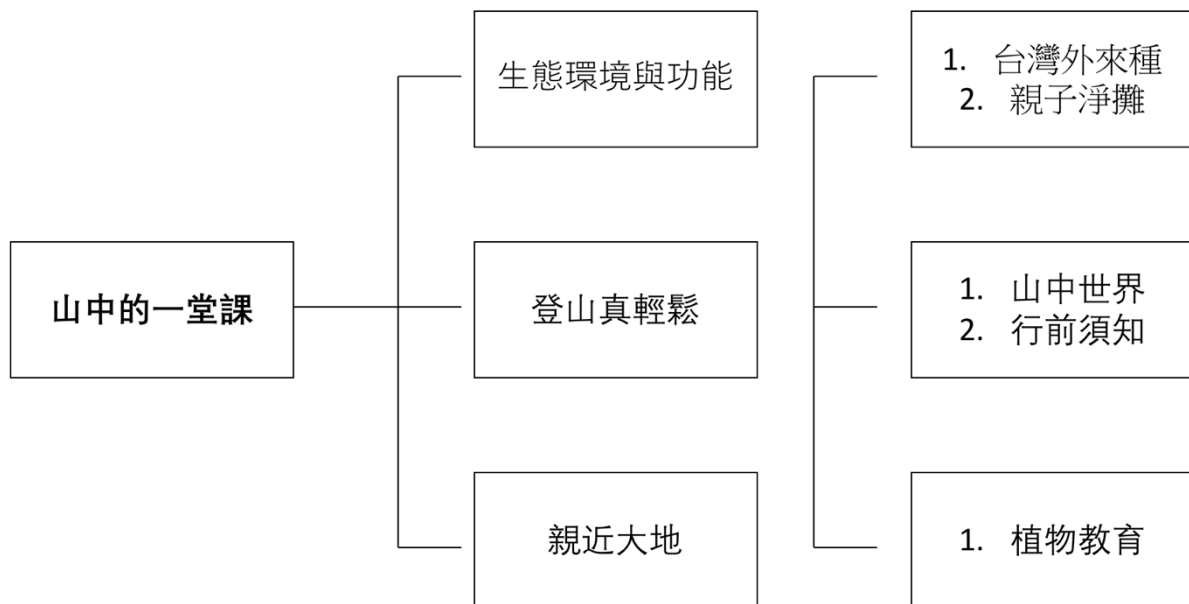 山中的一堂課
生態環境與功能
登山真輕鬆
親近大地
1. 台灣外來種
2. 親子淨攤
1. 山中世界
2. 行前須知
1. 植物教育